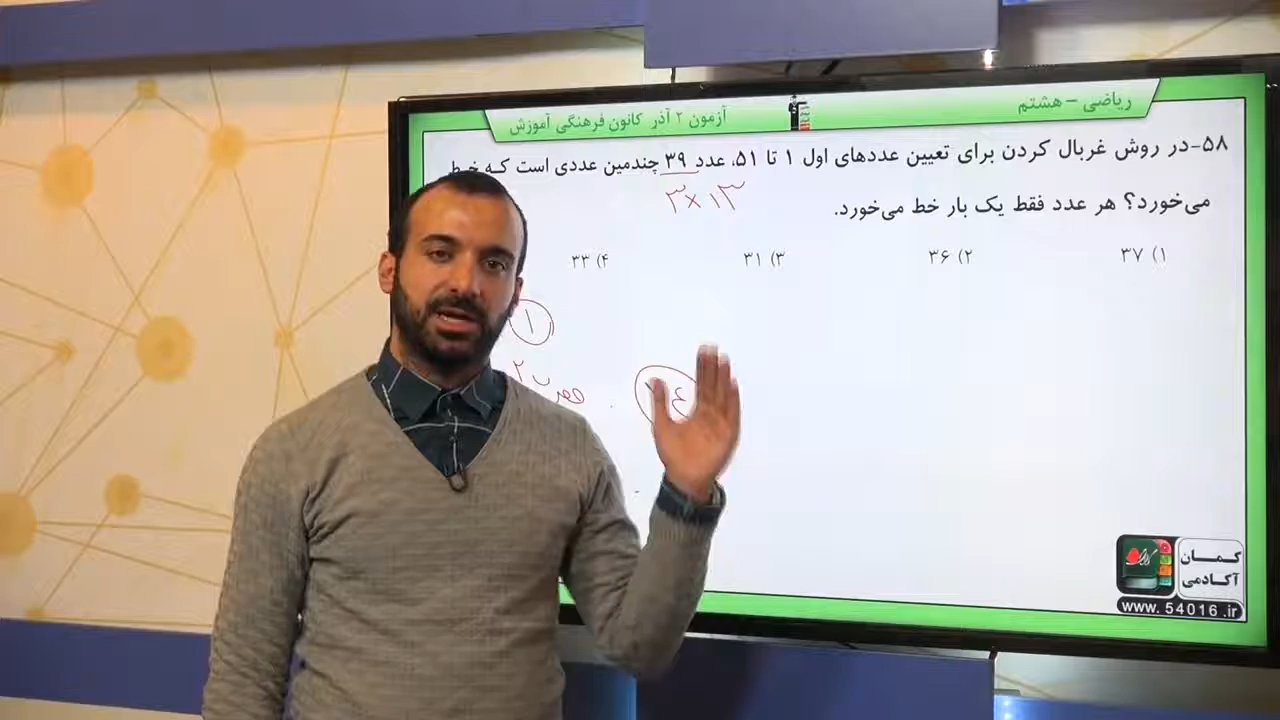 ریاضی - هشتم
آزمون ۲ آذر کانون فرهنگی آموزش
۵۸-در روش غربال کردن برای تعیین عددهای اول ۱ تا ۵۱، عدد ۳۹ چندمین عددی است که خط
می‌خورد؟ هر عدد فقط یک بار خط می‌خورد.
۳×۱۳
۱) ۳۷
۲) ۳۶
۳) ۳۱
۴) ۳۳
۱
۲
کمان
آکادمی
www.54016.ir